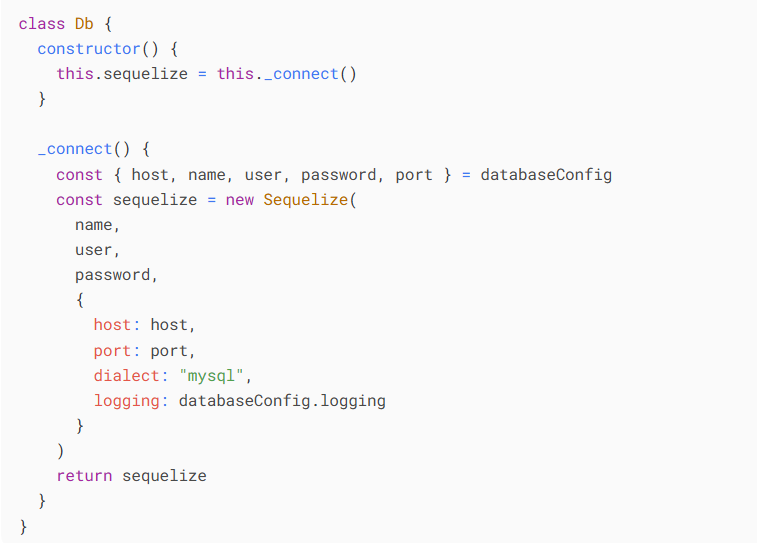 class Db {
  constructor() {
    this.sequelize = this._connect()
  }

  _connect() {
    const { host, name, user, password, port } = databaseConfig
    const sequelize = new Sequelize(
      name,
      user,
      password,
      {
        host: host,
        port: port,
        dialect: "mysql",
        logging: databaseConfig.logging
      }
    )
    return sequelize
  }
}